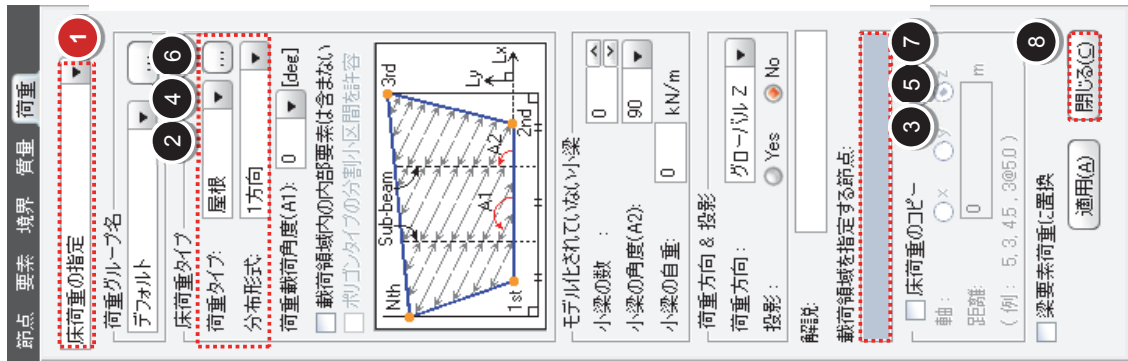 節点 要素 境界 質量 荷重
床荷重の指定 1
荷重グループ名
デフォルト ...
床荷重タイプ 2 4 6
荷重タイプ: 屋根 ...
分布形式: 1方向
荷重載荷角度(A1): 0 [deg]
載荷領域内の内部要素は含まない
ポリゴンタイプの分割小区間を許容
Nth Sub-beam 3rd Ly Lx
1st A1 A2 2nd
モデル化されていない小梁
小梁の数 : 0
小梁の角度(A2): 90
小梁の自重: 0 kN/m
荷重方向 & 投影
荷重方向: グローバル Z
投影: Yes No
解説:
載荷領域を指定する節点:
3 5 7
床荷重のコピー
軸: x y z
距離: 0 m
( 例 : 5, 3, 4.5, 3@5.0 )
梁要素荷重に置換 8
適用(A) 閉じる(C)